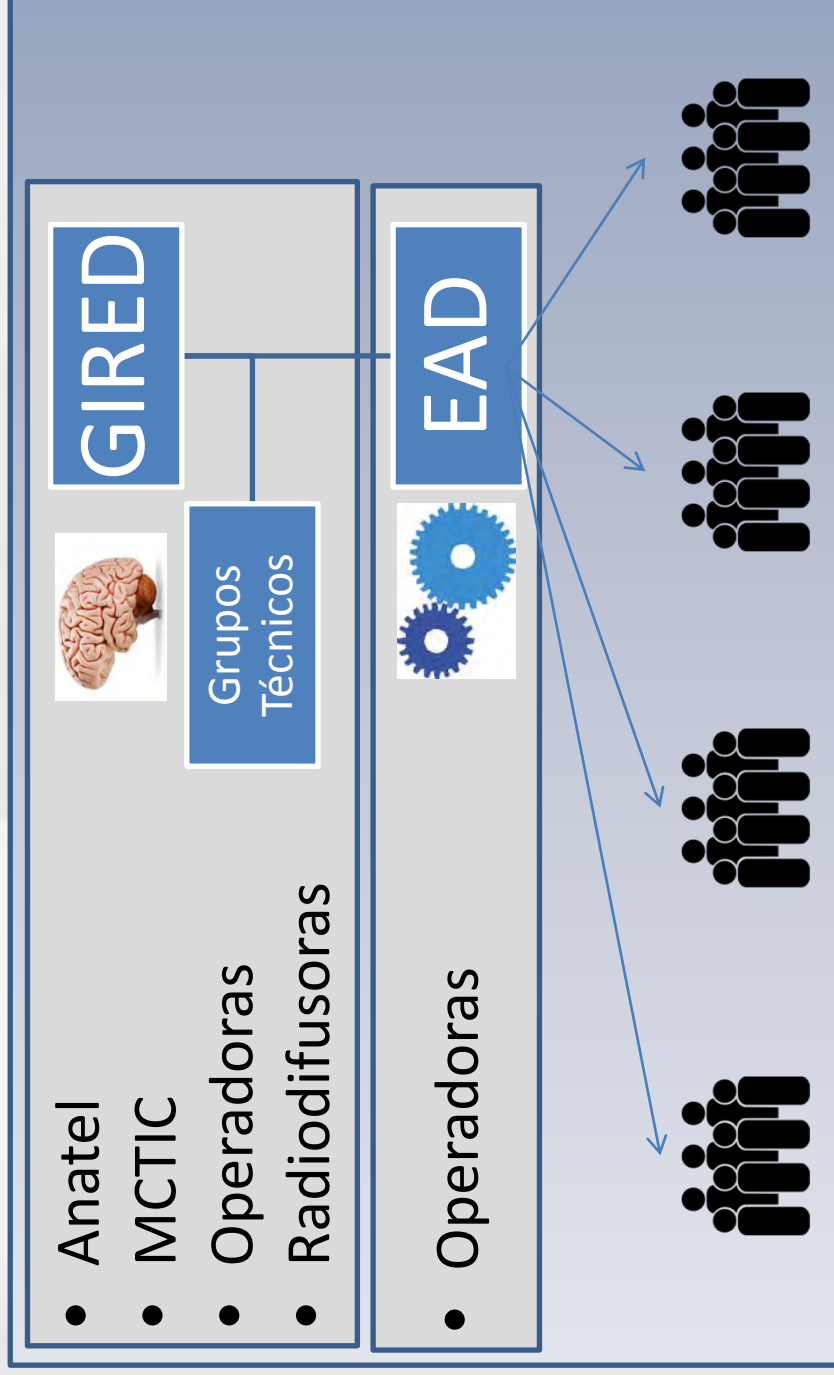 • Anatel
• MCTIC
• Operadoras
• Radiodifusoras
GIRED
Grupos
Técnicos
• Operadoras
EAD